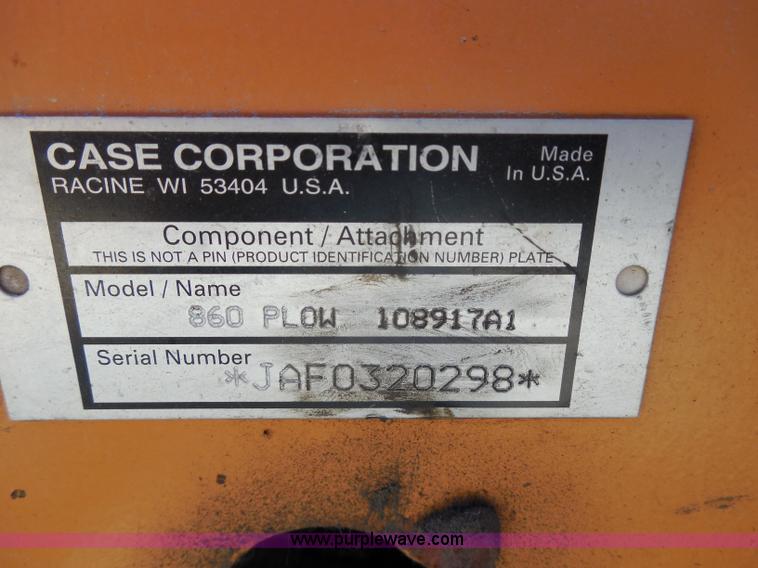 CASE CORPORATION
RACINE WI 53404 U.S.A.
Made
In U.S.A.
Component / Attachment
THIS IS NOT A PIN (PRODUCT IDENTIFICATION NUMBER) PLATE
Model / Name
860 PLOW 108917A1
Serial Number
*JAF0320298*
www.purplewave.com